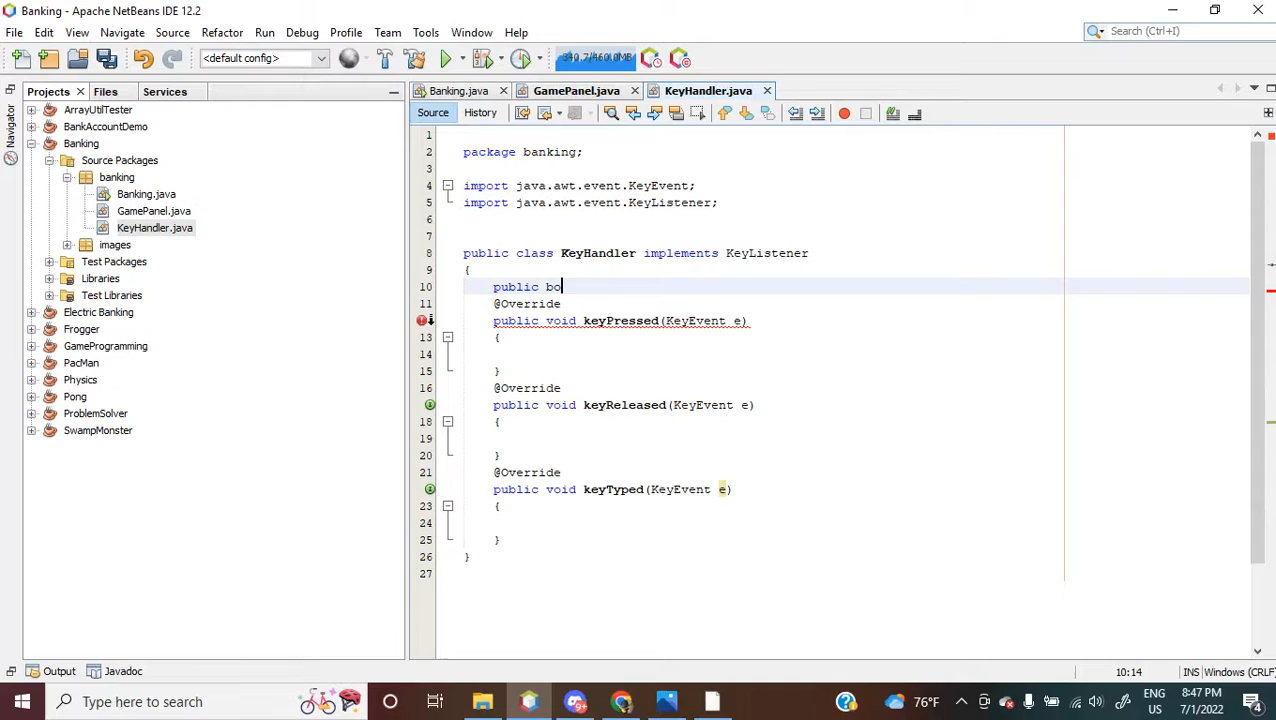 Banking - Apache NetBeans IDE 12.2
File Edit View Navigate Source Refactor Run Debug Profile Team Tools Window Help
Search (Ctrl+I)
<default config>
340.7/460.0MB
Projects Files Services
Banking.java GamePanel.java KeyHandler.java
Navigator
Source History
ArrayUtilTester
BankAccountDemo
Banking
Source Packages
banking
Banking.java
GamePanel.java
KeyHandler.java
images
Test Packages
Libraries
Test Libraries
Electric Banking
Frogger
GameProgramming
PacMan
Physics
Pong
ProblemSolver
SwampMonster
1
2 package banking;
3
4 import java.awt.event.KeyEvent;
5 import java.awt.event.KeyListener;
6
7
8 public class KeyHandler implements KeyListener
9 {
10 public bo
11 @Override
public void keyPressed(KeyEvent e)
13 {
14
15 }
16 @Override
public void keyReleased(KeyEvent e)
18 {
19
20 }
21 @Override
public void keyTyped(KeyEvent e)
23 {
24
25 }
26 }
27
Output Javadoc
10:14 INS Windows (CRLF)
Type here to search
9+
76°F
ENG
US
8:47 PM
7/1/2022